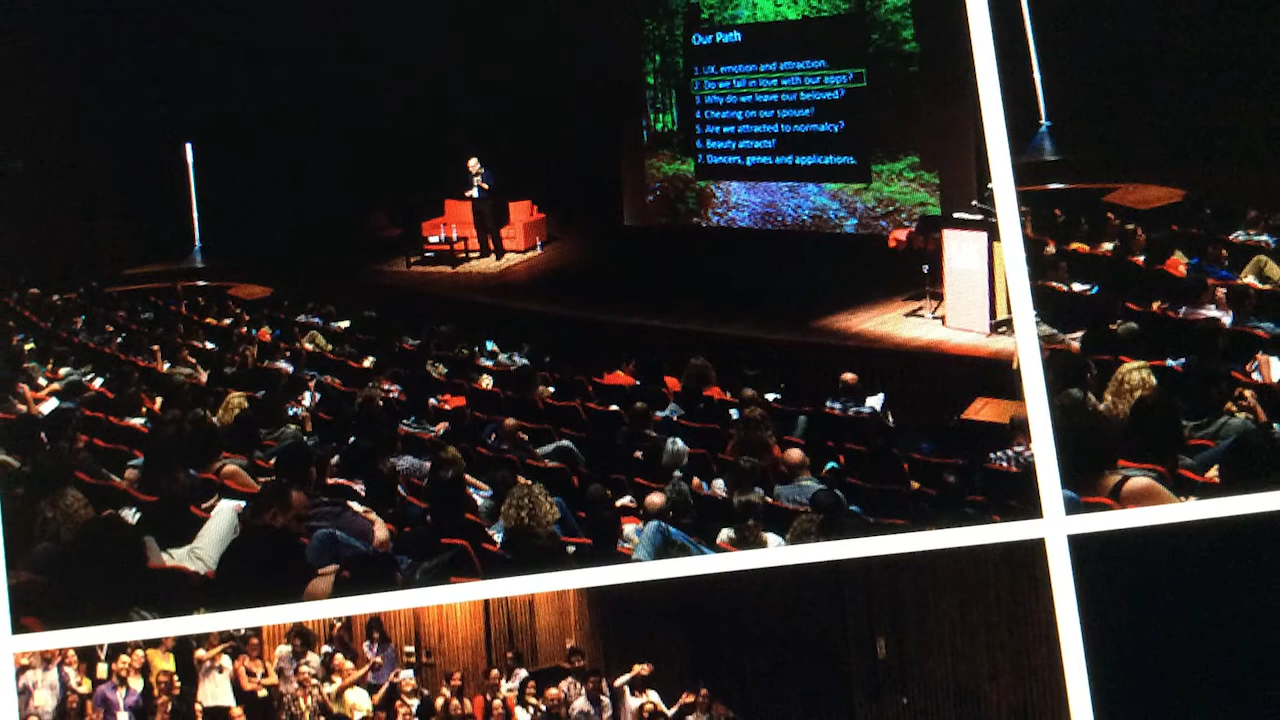 Our Path
1. UX, emotion and attraction.
2. Do we fall in love with our apps?
3. Why do we leave our beloved?
4. Cheating on our spouse?
5. Are we attracted to normalcy?
6. Beauty attracts!
7. Dancers, genes and applications.